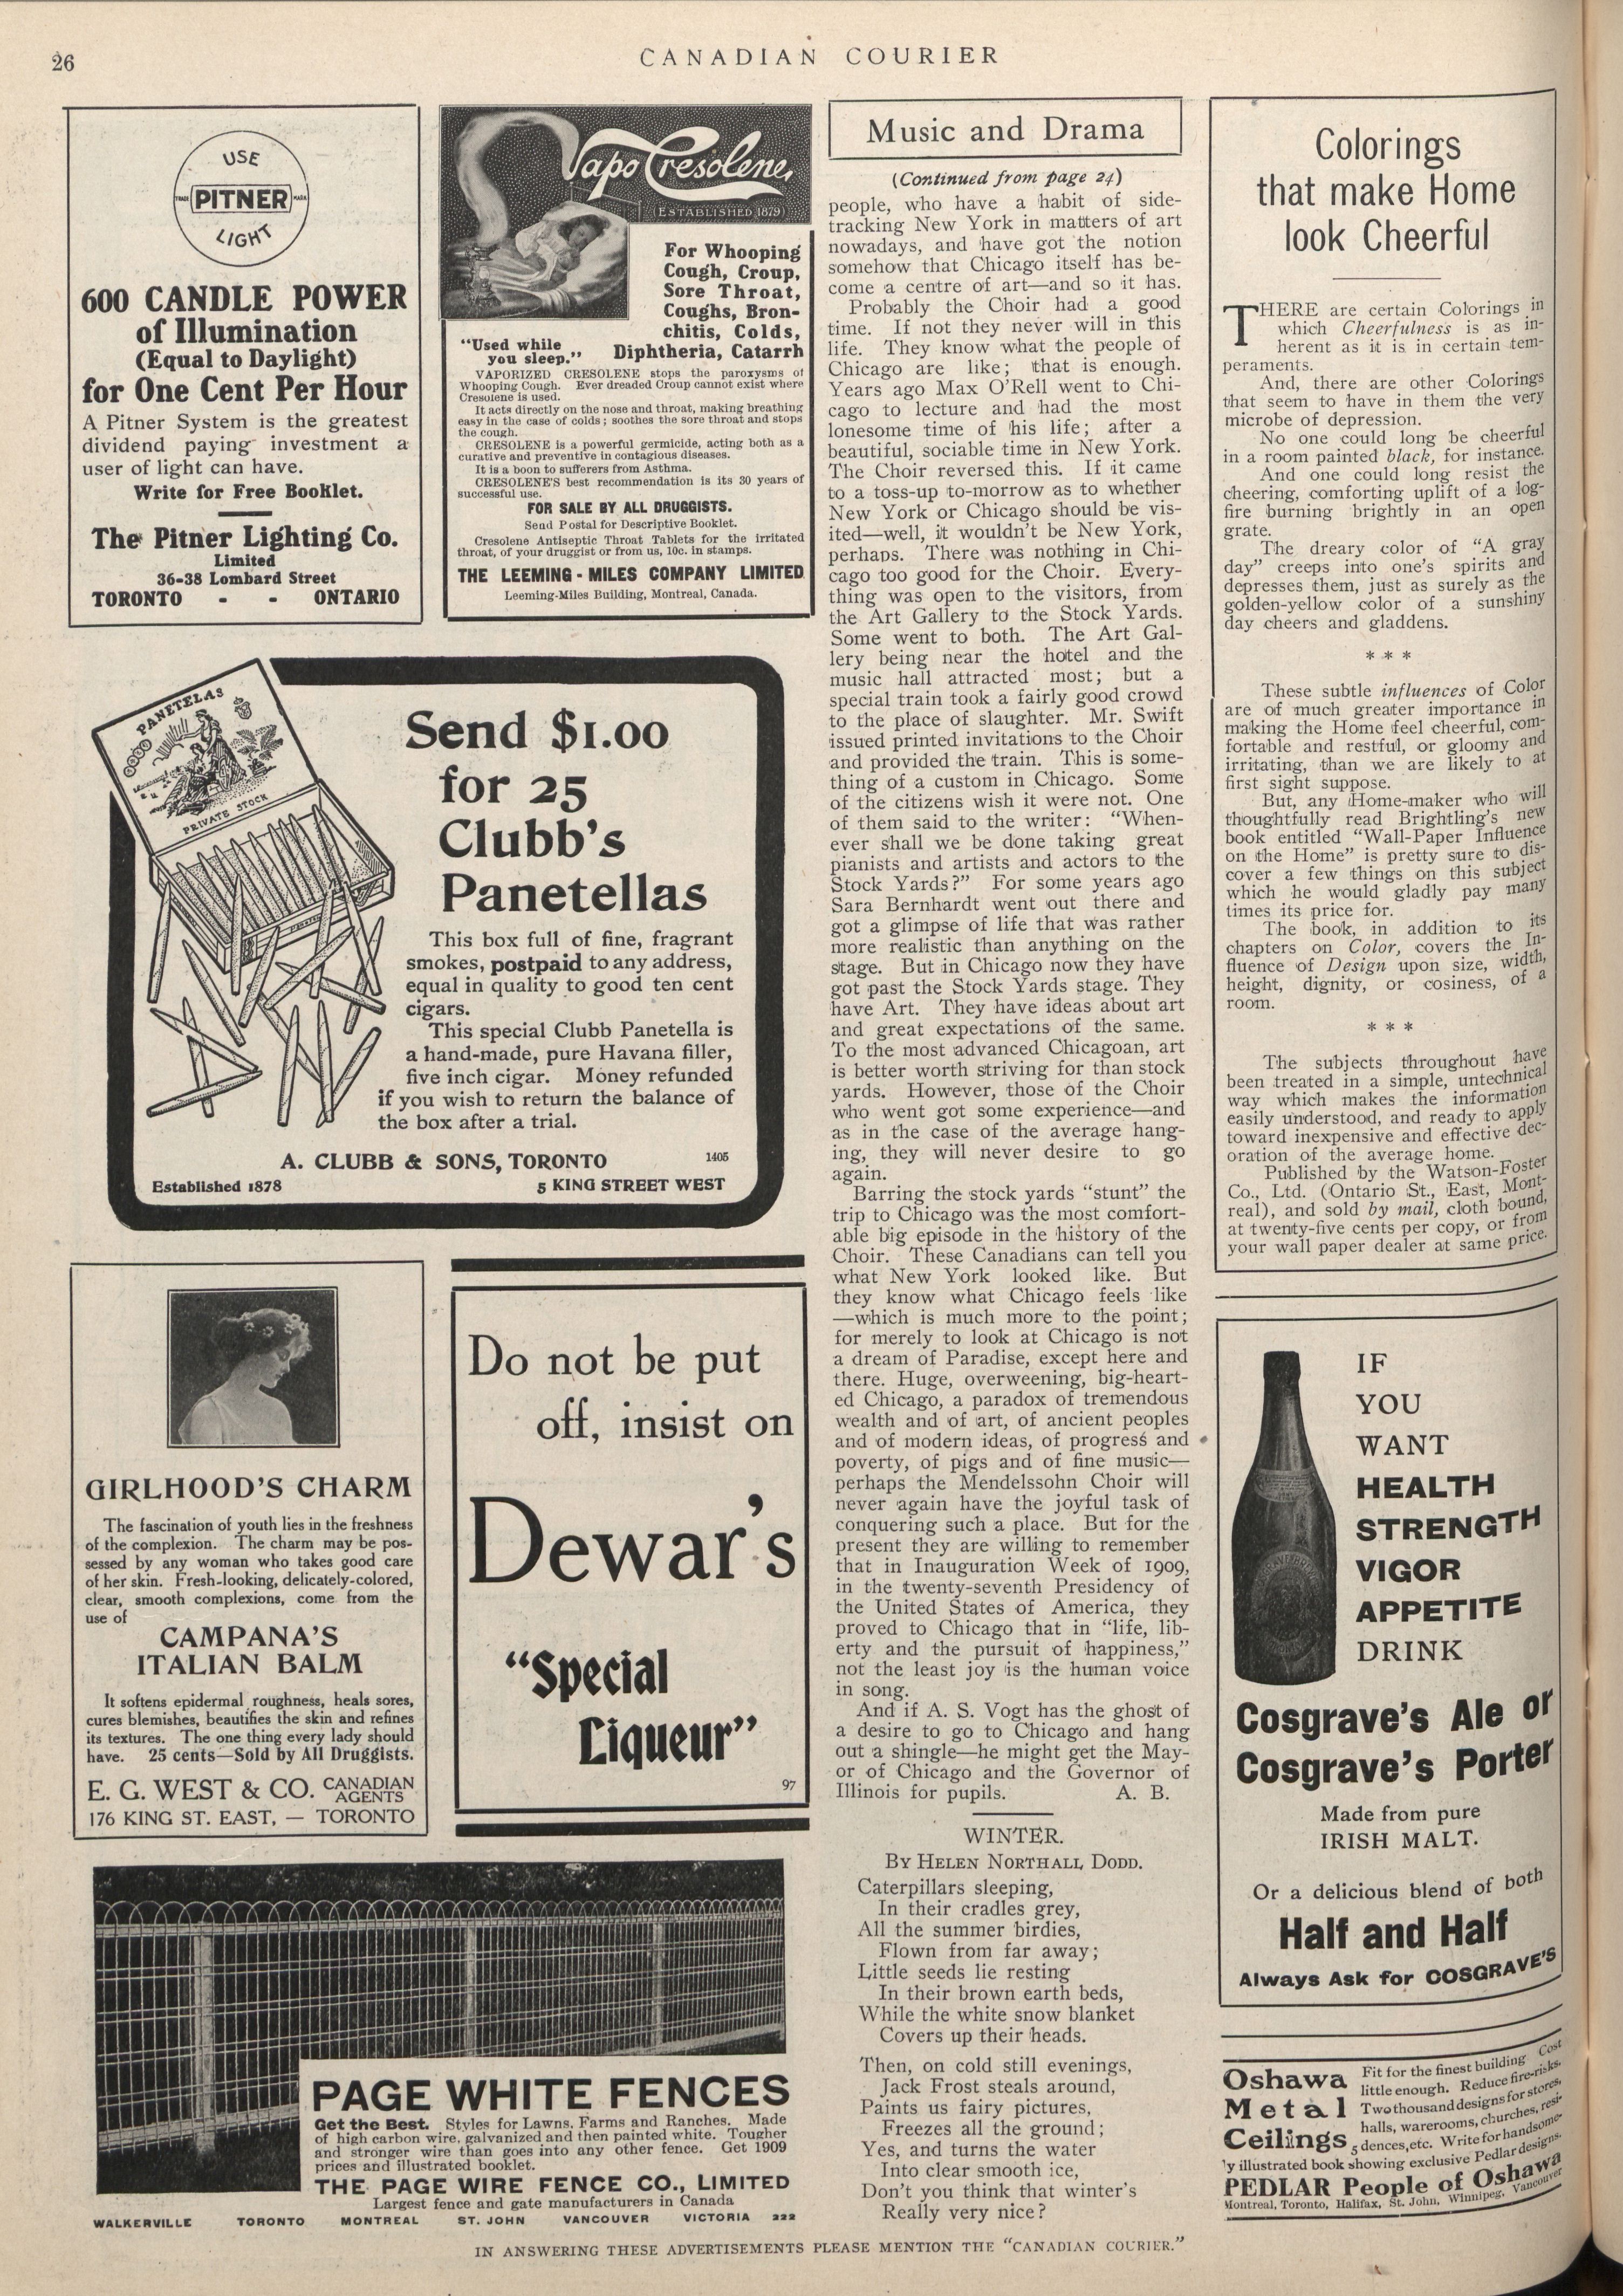 26
CANADIAN COURIER
USE
TRADE PITNER MARK
LIGHT
600 CANDLE POWER
of Illumination
(Equal to Daylight)
for One Cent Per Hour
A Pitner System is the greatest
dividend paying investment a
user of light can have.
Write for Free Booklet.
The Pitner Lighting Co.
Limited
36-38 Lombard Street
TORONTO - - ONTARIO
Vapo Cresolene,
(ESTABLISHED 1879)
For Whooping
Cough, Croup,
Sore Throat,
Coughs, Bron-
chitis, Colds,
Diphtheria, Catarrh
"Used while
you sleep."
VAPORIZED CRESOLENE stops the paroxysms of
Whooping Cough. Ever dreaded Croup cannot exist where
Cresolene is used.
It acts directly on the nose and throat, making breathing
easy in the case of colds; soothes the sore throat and stops
the cough.
CRESOLENE is a powerful germicide, acting both as a
curative and preventive in contagious diseases.
It is a boon to sufferers from Asthma.
CRESOLENE'S best recommendation is its 30 years of
successful use.
FOR SALE BY ALL DRUGGISTS.
Send Postal for Descriptive Booklet.
Cresolene Antiseptic Throat Tablets for the irritated
throat, of your druggist or from us, 10c. in stamps.
THE LEEMING-MILES COMPANY LIMITED
Leeming-Miles Building, Montreal, Canada.
PANETELAS
PRIVATE STOCK
Send $1.00
for 25
Clubb's
Panetellas
This box full of fine, fragrant
smokes, postpaid to any address,
equal in quality to good ten cent
cigars.
This special Clubb Panetella is
a hand-made, pure Havana filler,
five inch cigar. Money refunded
if you wish to return the balance of
the box after a trial.
A. CLUBB & SONS, TORONTO 1405
Established 1878 5 KING STREET WEST
GIRLHOOD'S CHARM
The fascination of youth lies in the freshness
of the complexion. The charm may be pos-
sessed by any woman who takes good care
of her skin. Fresh-looking, delicately-colored,
clear, smooth complexions, come from the
use of
CAMPANA'S
ITALIAN BALM
It softens epidermal roughness, heals sores,
cures blemishes, beautifies the skin and refines
its textures. The one thing every lady should
have. 25 cents—Sold by All Druggists.
E. G. WEST & CO. CANADIAN AGENTS
176 KING ST. EAST, — TORONTO
Do not be put
off, insist on
Dewar's
"Special
Liqueur"
97
PAGE WHITE FENCES
Get the Best. Styles for Lawns, Farms and Ranches. Made
of high carbon wire, galvanized and then painted white. Tougher
and stronger wire than goes into any other fence. Get 1909
prices and illustrated booklet.
THE PAGE WIRE FENCE CO., LIMITED
Largest fence and gate manufacturers in Canada
WALKERVILLE TORONTO MONTREAL ST. JOHN VANCOUVER VICTORIA 222
Music and Drama
(Continued from page 24)
people, who have a habit of side-
tracking New York in matters of art
nowadays, and have got the notion
somehow that Chicago itself has be-
come a centre of art—and so it has.
Probably the Choir had a good
time. If not they never will in this
life. They know what the people of
Chicago are like; that is enough.
Years ago Max O'Rell went to Chi-
cago to lecture and had the most
lonesome time of his life; after a
beautiful, sociable time in New York.
The Choir reversed this. If it came
to a toss-up to-morrow as to whether
New York or Chicago should be vis-
ited—well, it wouldn't be New York,
perhaps. There was nothing in Chi-
cago too good for the Choir. Every-
thing was open to the visitors, from
the Art Gallery to the Stock Yards.
Some went to both. The Art Gal-
lery being near the hotel and the
music hall attracted most; but a
special train took a fairly good crowd
to the place of slaughter. Mr. Swift
issued printed invitations to the Choir
and provided the train. This is some-
thing of a custom in Chicago. Some
of the citizens wish it were not. One
of them said to the writer: "When-
ever shall we be done taking great
pianists and artists and actors to the
Stock Yards?" For some years ago
Sara Bernhardt went out there and
got a glimpse of life that was rather
more realistic than anything on the
stage. But in Chicago now they have
got past the Stock Yards stage. They
have Art. They have ideas about art
and great expectations of the same.
To the most advanced Chicagoan, art
is better worth striving for than stock
yards. However, those of the Choir
who went got some experience—and
as in the case of the average hang-
ing, they will never desire to go
again.
Barring the stock yards "stunt" the
trip to Chicago was the most comfort-
able big episode in the history of the
Choir. These Canadians can tell you
what New York looked like. But
they know what Chicago feels like
—which is much more to the point;
for merely to look at Chicago is not
a dream of Paradise, except here and
there. Huge, overweening, big-heart-
ed Chicago, a paradox of tremendous
wealth and of art, of ancient peoples
and of modern ideas, of progress and
poverty, of pigs and of fine music—
perhaps the Mendelssohn Choir will
never again have the joyful task of
conquering such a place. But for the
present they are willing to remember
that in Inauguration Week of 1909,
in the twenty-seventh Presidency of
the United States of America, they
proved to Chicago that in "life, lib-
erty and the pursuit of happiness,"
not the least joy is the human voice
in song.
And if A. S. Vogt has the ghost of
a desire to go to Chicago and hang
out a shingle—he might get the May-
or of Chicago and the Governor of
Illinois for pupils. A. B.
WINTER.
BY HELEN NORTHALL DODD.
Caterpillars sleeping,
In their cradles grey,
All the summer birdies,
Flown from far away;
Little seeds lie resting
In their brown earth beds,
While the white snow blanket
Covers up their heads.
Then, on cold still evenings,
Jack Frost steals around,
Paints us fairy pictures,
Freezes all the ground;
Yes, and turns the water
Into clear smooth ice,
Don't you think that winter's
Really very nice?
Colorings
that make Home
look Cheerful
THERE are certain Colorings in
which Cheerfulness is as in-
herent as it is in certain tem-
peraments.
And, there are other Colorings
that seem to have in them the very
microbe of depression.
No one could long be cheerful
in a room painted black, for instance.
And one could long resist the
cheering, comforting uplift of a log-
fire burning brightly in an open
grate.
The dreary color of "A gray
day" creeps into one's spirits and
depresses them, just as surely as the
golden-yellow color of a sunshiny
day cheers and gladdens.
* * *
These subtle influences of Color
are of much greater importance in
making the Home feel cheerful, com-
fortable and restful, or gloomy and
irritating, than we are likely to at
first sight suppose.
But, any Home-maker who will
thoughtfully read Brightling's new
book entitled "Wall-Paper Influence
on the Home" is pretty sure to dis-
cover a few things on this subject
which he would gladly pay many
times its price for.
The book, in addition to its
chapters on Color, covers the In-
fluence of Design upon size, width,
height, dignity, or cosiness, of a
room.
* * *
The subjects throughout have
been treated in a simple, untechnical
way which makes the information
easily understood, and ready to apply
toward inexpensive and effective dec-
oration of the average home.
Published by the Watson-Foster
Co., Ltd. (Ontario St., East, Mont-
real), and sold by mail, cloth bound,
at twenty-five cents per copy, or from
your wall paper dealer at same price.
IF
YOU
WANT
HEALTH
STRENGTH
VIGOR
APPETITE
DRINK
Cosgrave's Ale or
Cosgrave's Porter
Made from pure
IRISH MALT.
Or a delicious blend of both
Half and Half
Always Ask for COSGRAVE'S
Oshawa Fit for the finest building Cost
little enough. Reduce fire-risks.
Metal Two thousand designs for stores,
halls, warerooms, churches, resi-
Ceilings 5 dences, etc. Write for handsome-
ly illustrated book showing exclusive Pedlar designs.
PEDLAR People of Oshawa
Montreal, Toronto, Halifax, St. John, Winnipeg, Vancouver
IN ANSWERING THESE ADVERTISEMENTS PLEASE MENTION THE "CANADIAN COURIER."